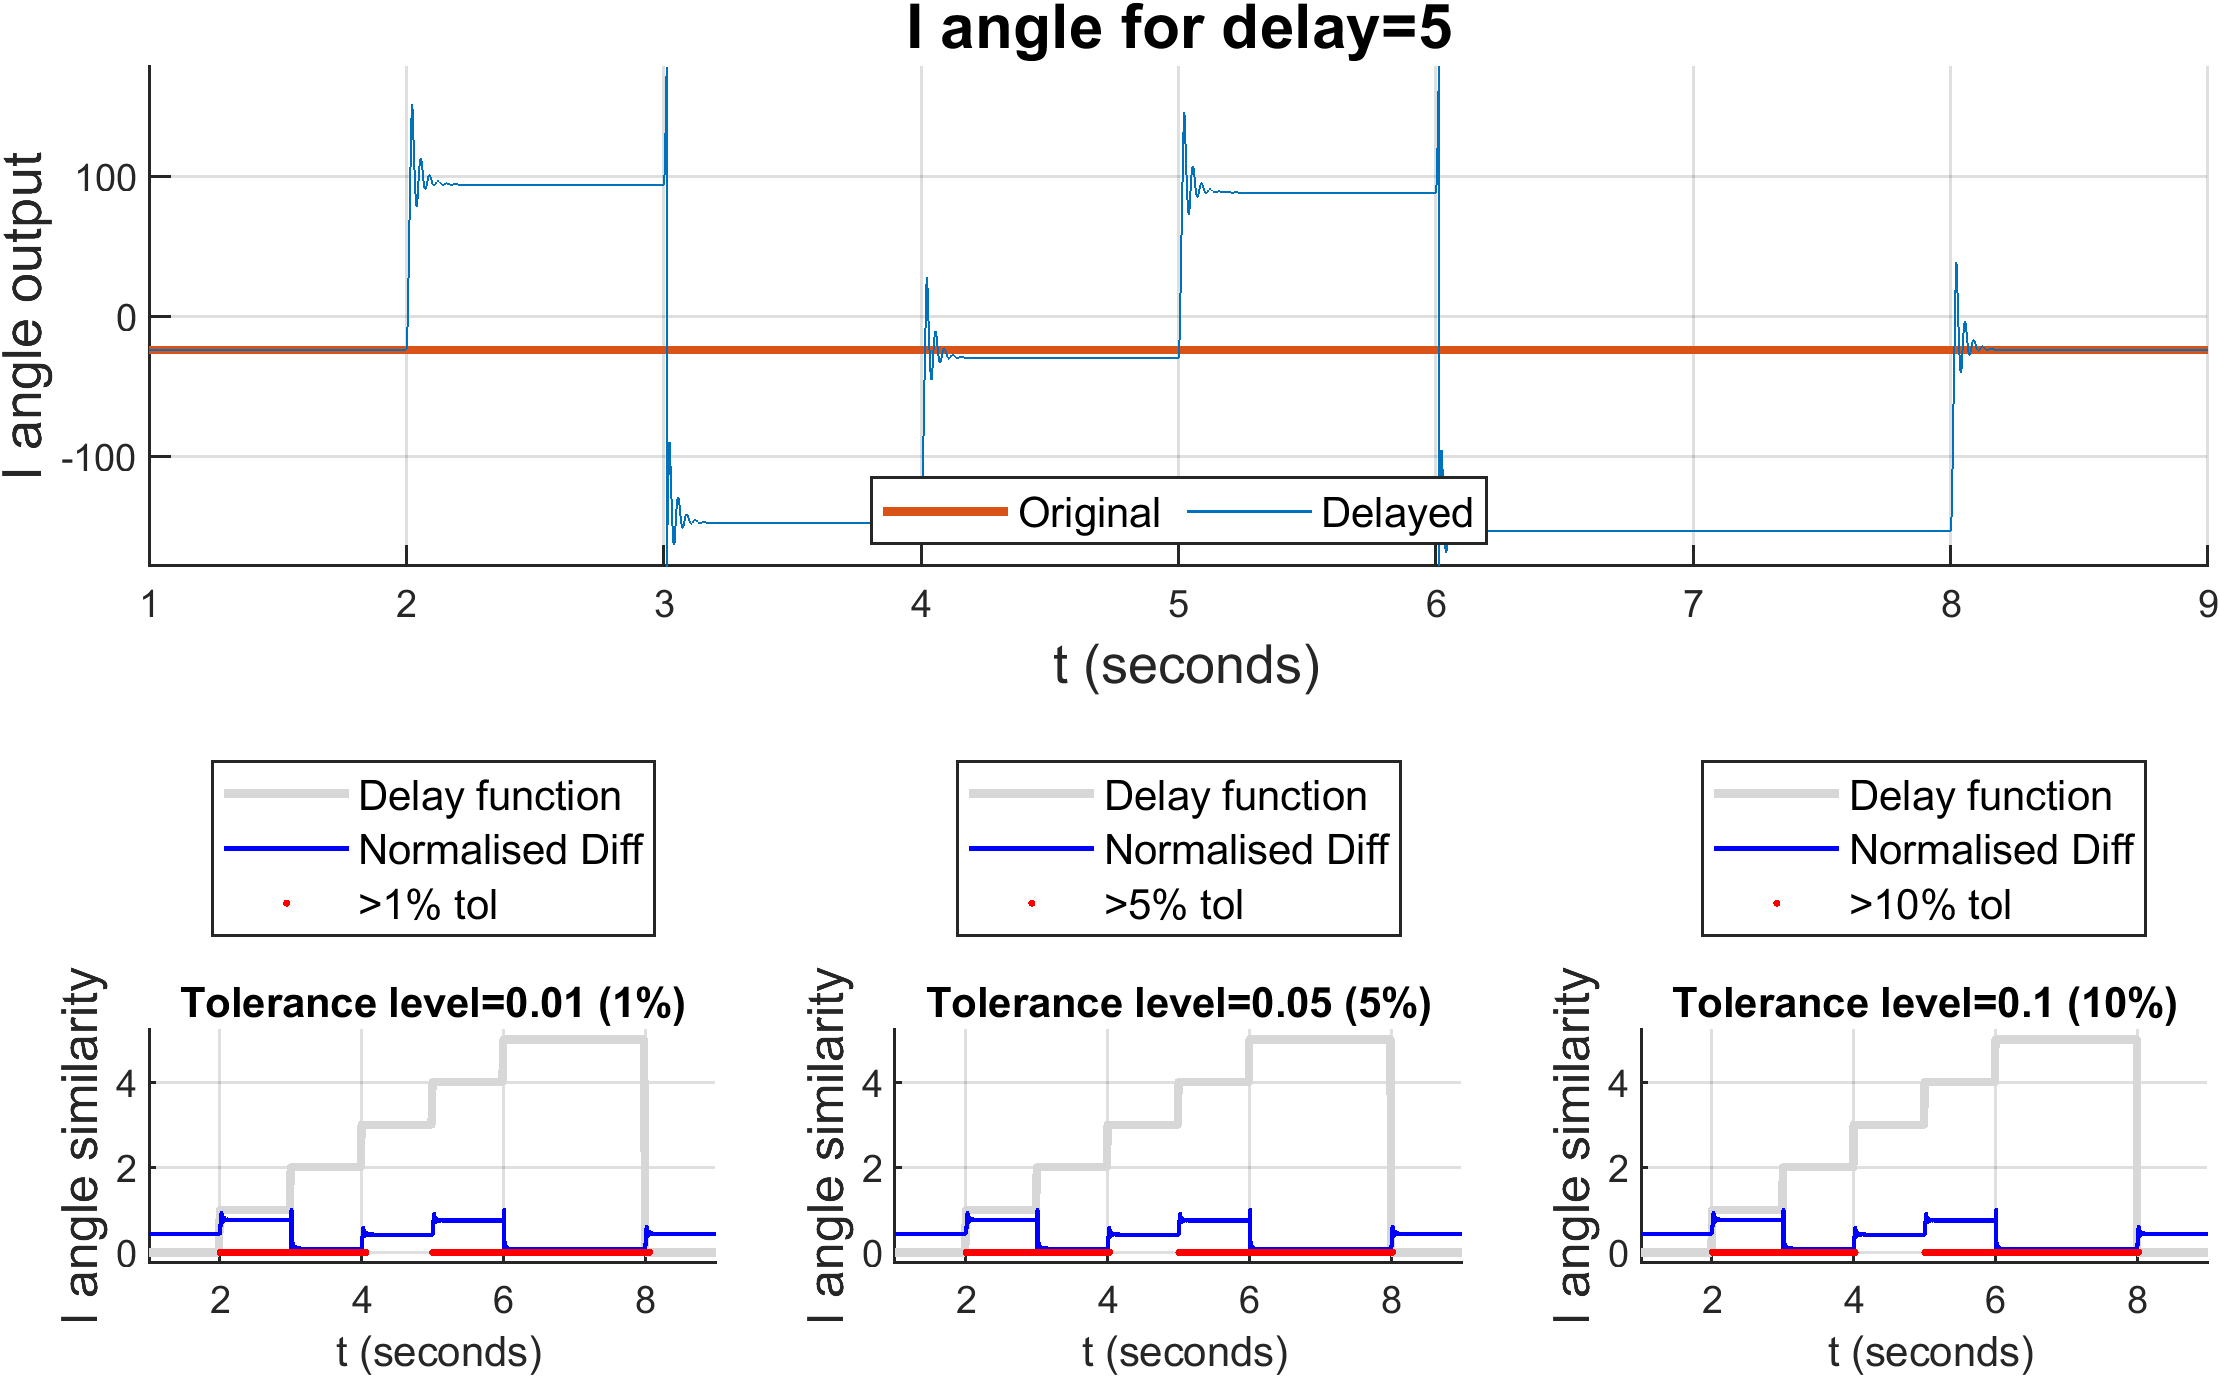 I angle for delay=5
I angle output
100
0
-100
Original Delayed
1 2 3 4 5 6 7 8 9
t (seconds)
Delay function
Normalised Diff
>1% tol
Delay function
Normalised Diff
>5% tol
Delay function
Normalised Diff
>10% tol
Tolerance level=0.01 (1%)
I angle similarity
4
2
0
2 4 6 8
t (seconds)
Tolerance level=0.05 (5%)
I angle similarity
4
2
0
2 4 6 8
t (seconds)
Tolerance level=0.1 (10%)
I angle similarity
4
2
0
2 4 6 8
t (seconds)